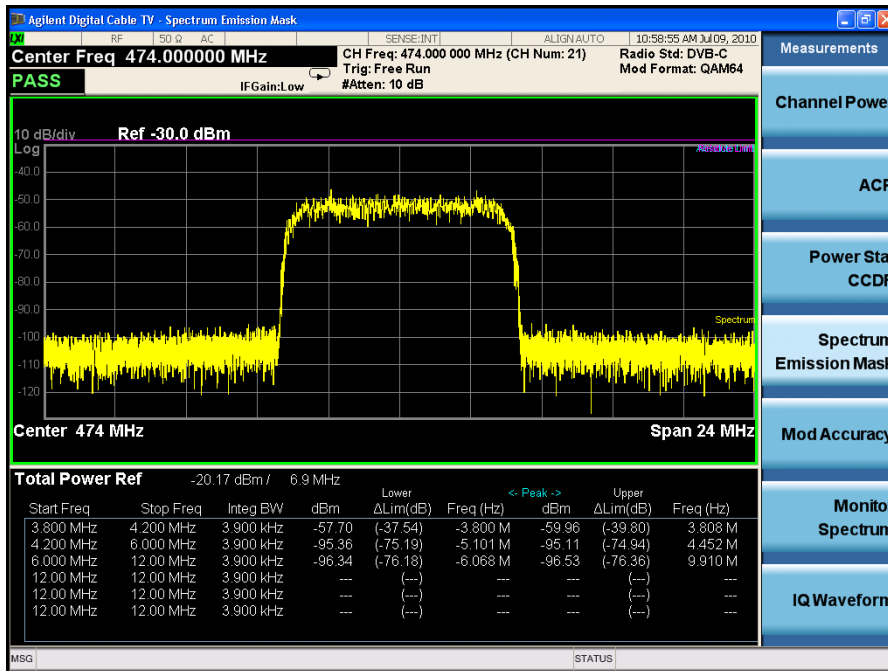 Agilent Digital Cable TV - Spectrum Emission Mask
LXI RF 50 Ω AC SENSE:INT ALIGN AUTO 10:58:55 AM Jul 09, 2010
Center Freq 474.000000 MHz
CH Freq: 474.000 000 MHz (CH Num: 21)
Radio Std: DVB-C
Trig: Free Run
Mod Format: QAM64
PASS
IFGain:Low
#Atten: 10 dB
10 dB/div Ref -30.0 dBm
Log
Absolute Limit
-40.0
-50.0
-60.0
-70.0
-80.0
-90.0
Spectrum
-100
-110
-120
Center 474 MHz Span 24 MHz
Total Power Ref -20.17 dBm / 6.9 MHz
Lower <- Peak -> Upper
Start Freq Stop Freq Integ BW dBm ΔLim(dB) Freq (Hz) dBm ΔLim(dB) Freq (Hz)
3.800 MHz 4.200 MHz 3.900 kHz -57.70 (-37.54) -3.800 M -59.96 (-39.80) 3.808 M
4.200 MHz 6.000 MHz 3.900 kHz -95.36 (-75.19) -5.101 M -95.11 (-74.94) 4.452 M
6.000 MHz 12.00 MHz 3.900 kHz -96.34 (-76.18) -6.068 M -96.53 (-76.36) 9.910 M
12.00 MHz 12.00 MHz 3.900 kHz --- (---) --- --- (---) ---
12.00 MHz 12.00 MHz 3.900 kHz --- (---) --- --- (---) ---
12.00 MHz 12.00 MHz 3.900 kHz --- (---) --- --- (---) ---
MSG STATUS
Measurements
Channel Power
ACP
Power Sta
CCDF
Spectrum
Emission Mask
Mod Accuracy
Monito
Spectrum
IQ Waveform